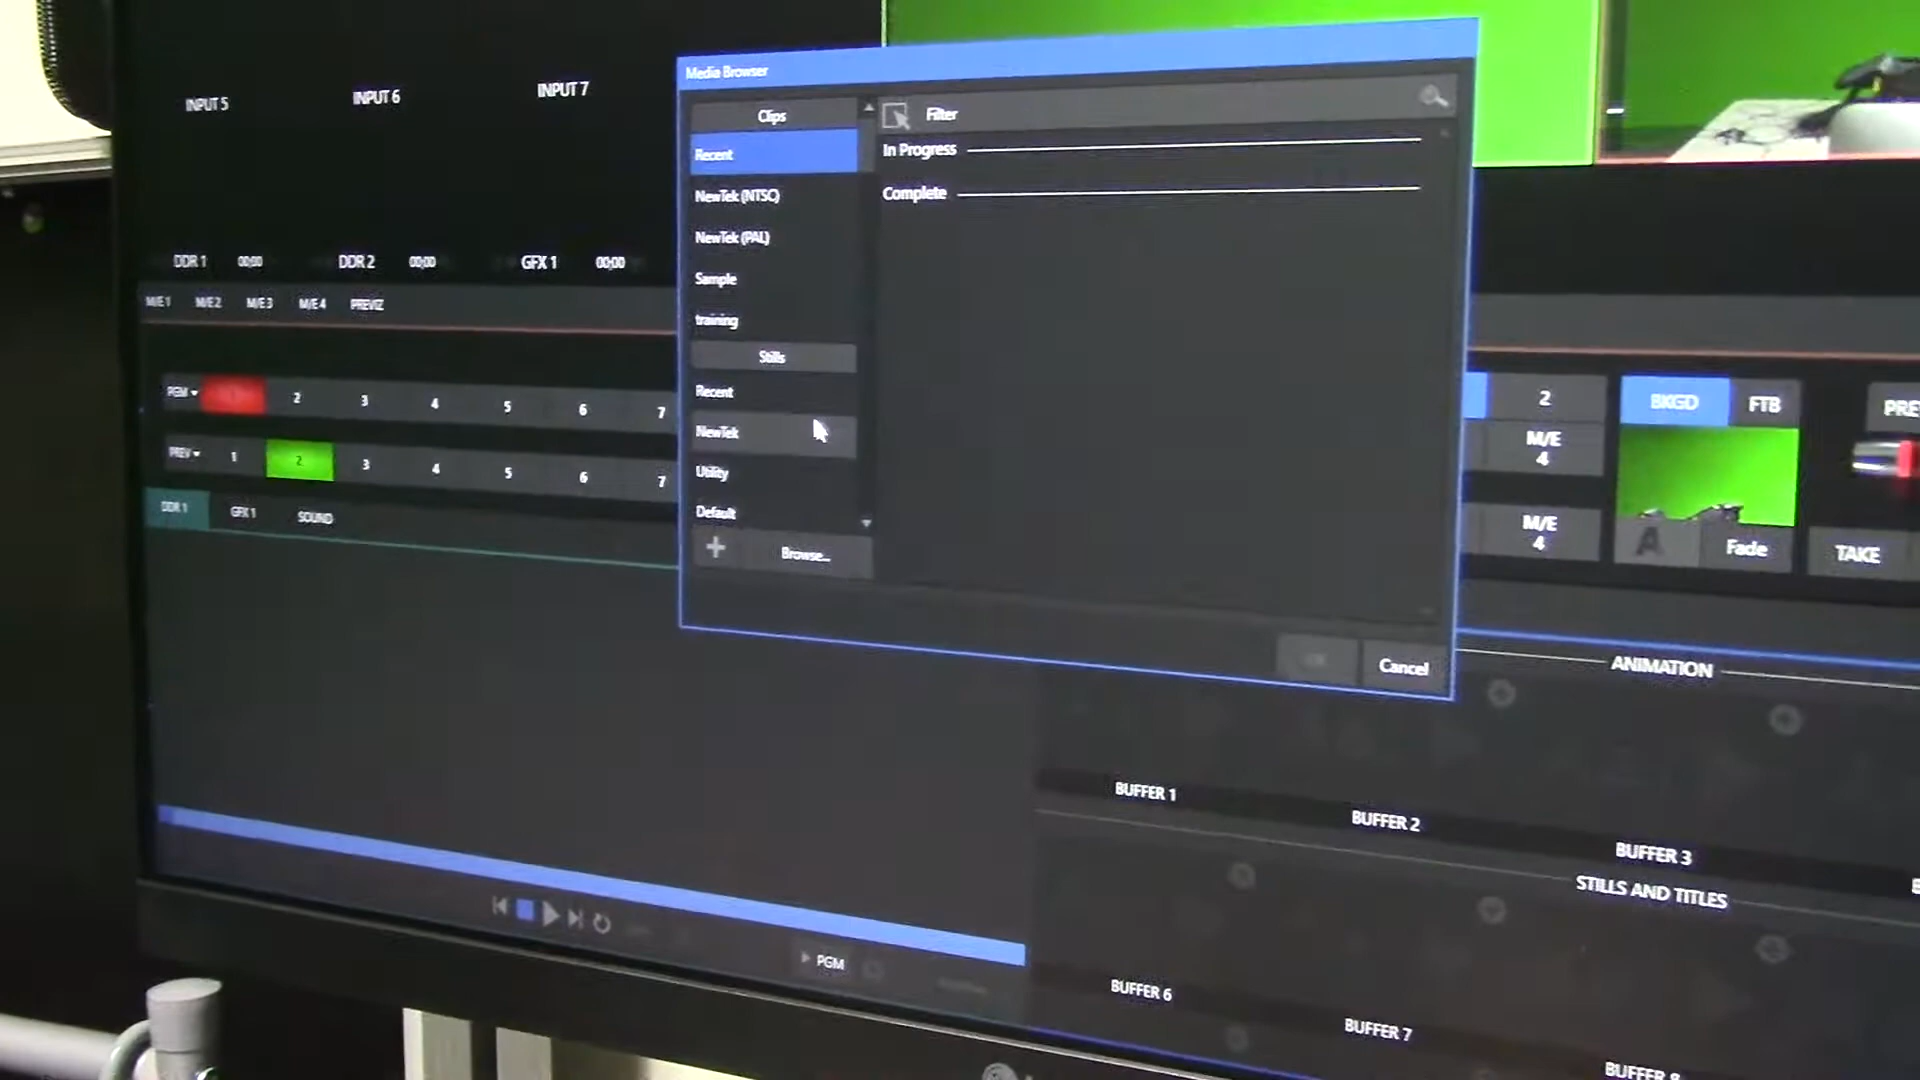 INPUT 5
INPUT 6
INPUT 7
DDR 1 00:00
DDR 2 00:00
GFX 1 00:00
M/E 1 M/E 2 M/E 3 M/E 4 PREVIZ
PGM 2 3 4 5 6 7
PREV 1 2 3 4 5 6 7
DDR 1 GFX 1 SOUND
Media Browser
Clips
Recent
NewTek (NTSC)
NewTek (PAL)
Sample
training
Stills
Recent
NewTek
Utility
Default
Browse...
Filter
In Progress
Complete
Cancel
2
M/E
4
M/E
4
BKGD FTB
PRE
A Fade
TAKE
ANIMATION
BUFFER 1
BUFFER 2
BUFFER 3
STILLS AND TITLES
BUFFER 6
BUFFER 7
BUFFER 8
PGM